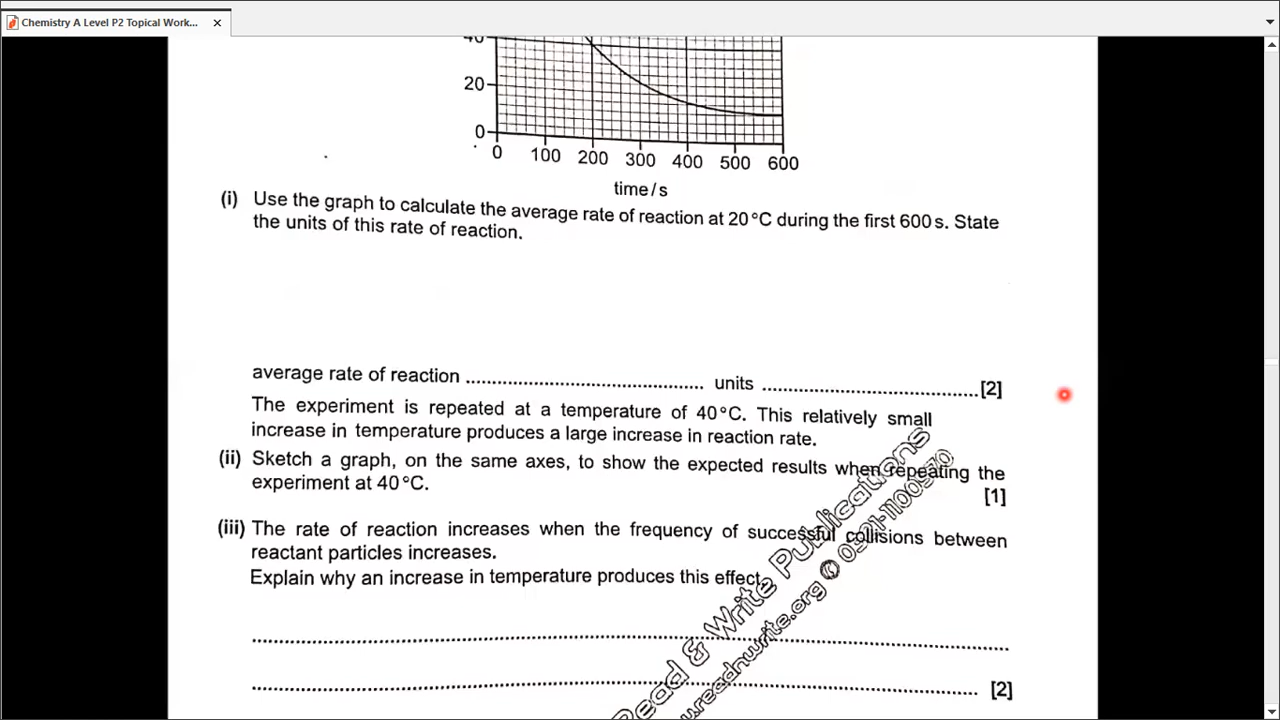 Chemistry A Level P2 Topical Work...
40
20
0
0 100 200 300 400 500 600
time/s
(i) Use the graph to calculate the average rate of reaction at 20°C during the first 600s. State
the units of this rate of reaction.
average rate of reaction ........................................ units ....................................[2]
The experiment is repeated at a temperature of 40°C. This relatively small
increase in temperature produces a large increase in reaction rate.
(ii) Sketch a graph, on the same axes, to show the expected results when repeating the
experiment at 40°C.
[1]
(iii) The rate of reaction increases when the frequency of successful collisions between
reactant particles increases.
Explain why an increase in temperature produces this effect.
................................................................................
................................................................................ [2]
Read & Write Publications
.readnwrite.org © 0321-1100570